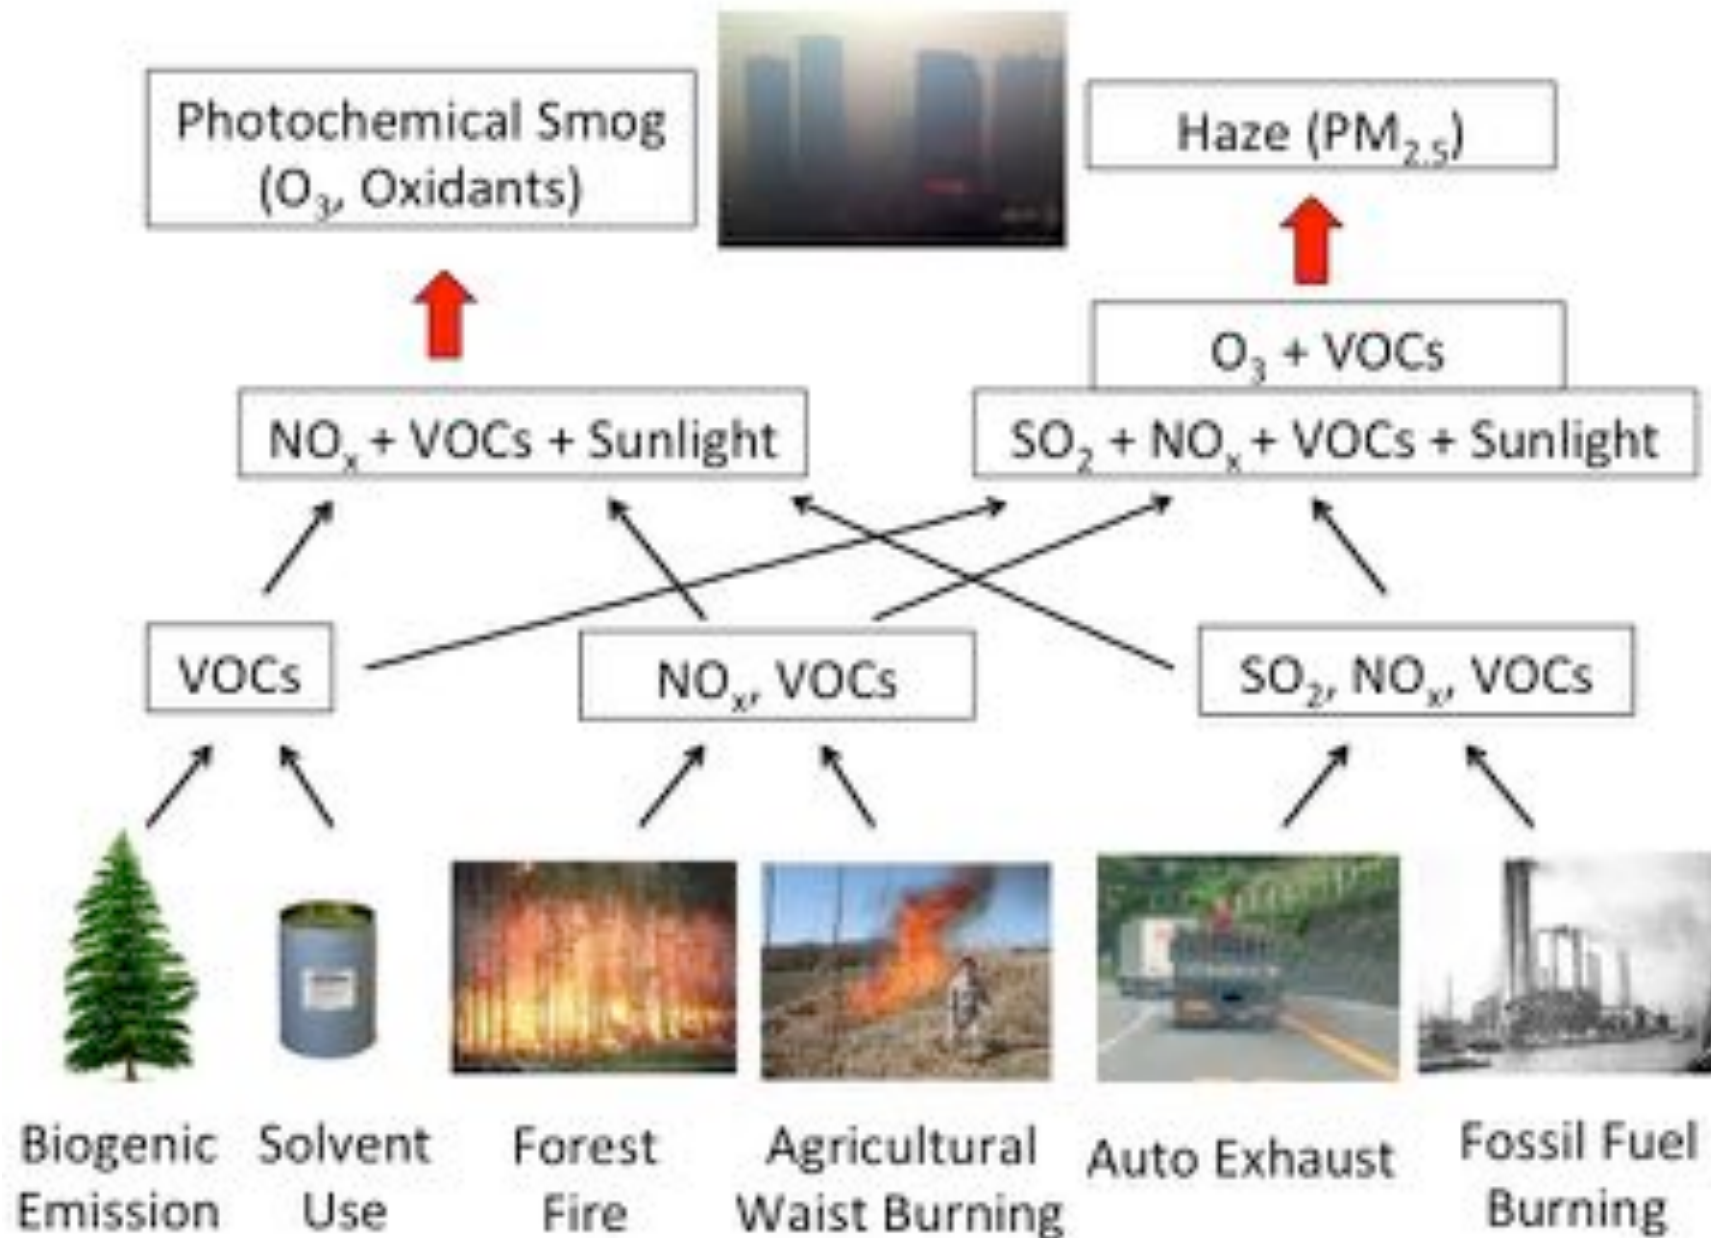 Photochemical Smog
(O₃, Oxidants)
Haze (PM₂.₅)
O₃ + VOCs
NOₓ + VOCs + Sunlight
SO₂ + NOₓ + VOCs + Sunlight
VOCs
NOₓ, VOCs
SO₂, NOₓ, VOCs
Biogenic
Emission
Solvent
Use
Forest
Fire
Agricultural
Waist Burning
Auto Exhaust
Fossil Fuel
Burning